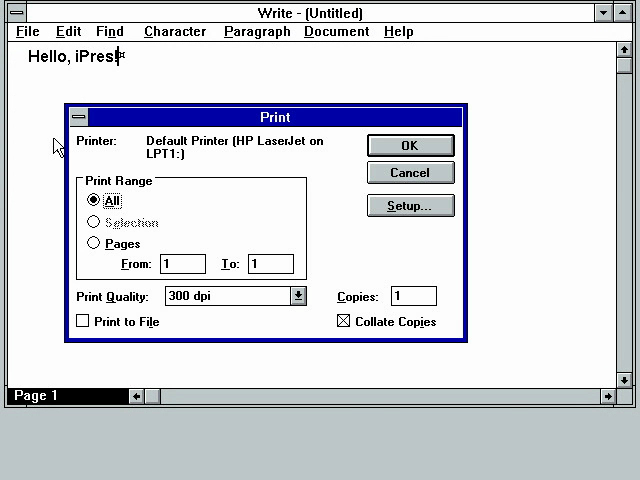 Write - (Untitled)
File Edit Find Character Paragraph Document Help
Hello, iPres!¤
Print
Printer: Default Printer (HP LaserJet on
LPT1:)
OK
Cancel
Setup...
Print Range
All
Selection
Pages
From: 1 To: 1
Print Quality: 300 dpi
Copies: 1
Print to File
Collate Copies
Page 1